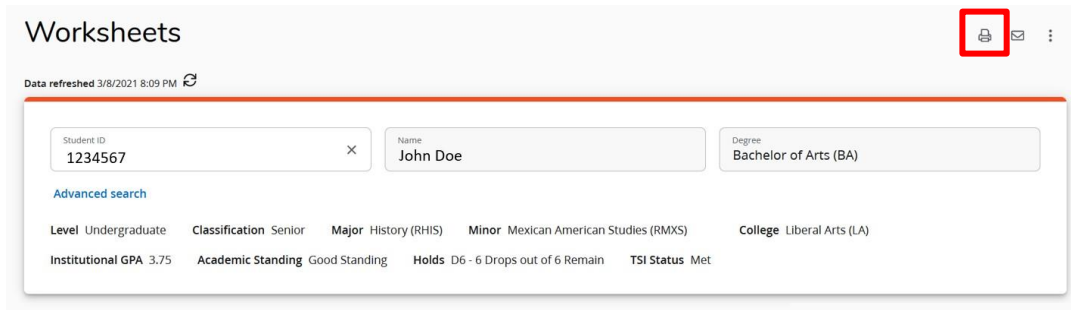 Worksheets
Data refreshed 3/8/2021 8:09 PM
Student ID Name Degree
1234567 John Doe Bachelor of Arts (BA)
Advanced search
Level Undergraduate Classification Senior Major History (RHIS) Minor Mexican American Studies (RMXS) College Liberal Arts (LA)
Institutional GPA 3.75 Academic Standing Good Standing Holds D6 - 6 Drops out of 6 Remain TSI Status Met